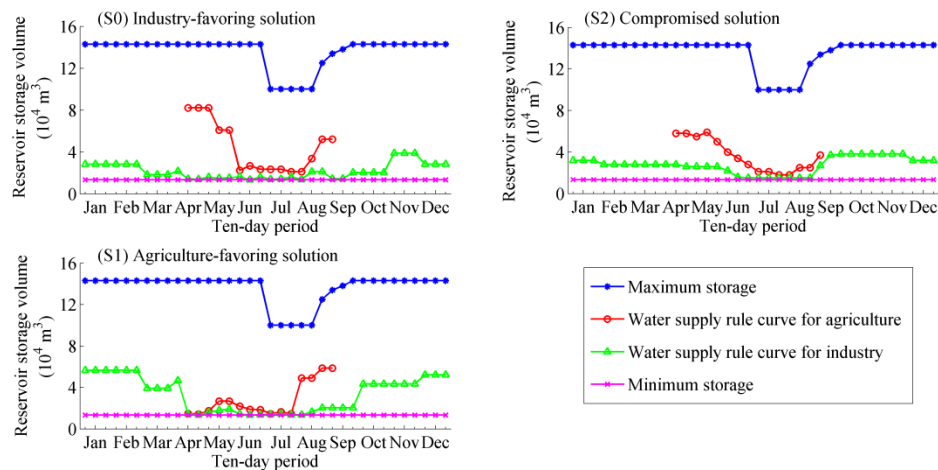 (S0) Industry-favoring solution
Reservoir storage volume
(10⁴ m³)
16
12
8
4
0
Jan Feb Mar Apr May Jun Jul Aug Sep Oct Nov Dec
Ten-day period
(S2) Compromised solution
Reservoir storage volume
(10⁴ m³)
16
12
8
4
0
Jan Feb Mar Apr May Jun Jul Aug Sep Oct Nov Dec
Ten-day period
(S1) Agriculture-favoring solution
Reservoir storage volume
(10⁴ m³)
16
12
8
4
0
Jan Feb Mar Apr May Jun Jul Aug Sep Oct Nov Dec
Ten-day period
Maximum storage
Water supply rule curve for agriculture
Water supply rule curve for industry
Minimum storage